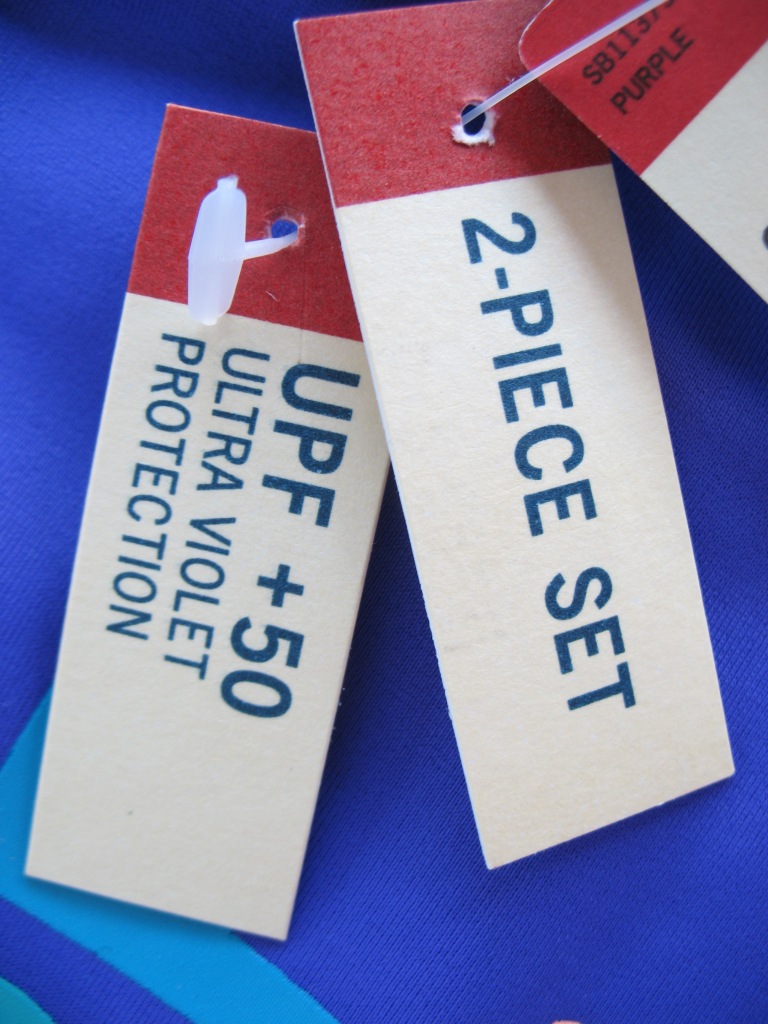 UPF +50
ULTRA VIOLET
PROTECTION
2-PIECE SET
PURPLE